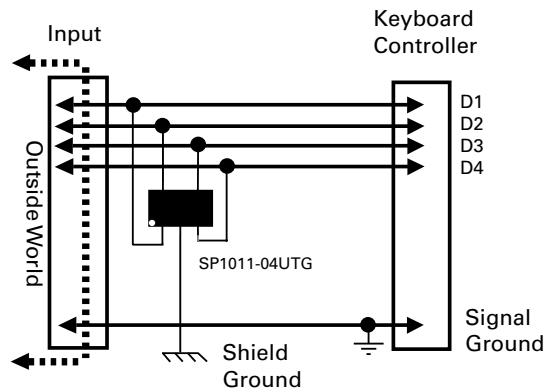 Input
Keyboard
Controller
Outside World
D1
D2
D3
D4
SP1011-04UTG
Shield
Ground
Signal
Ground